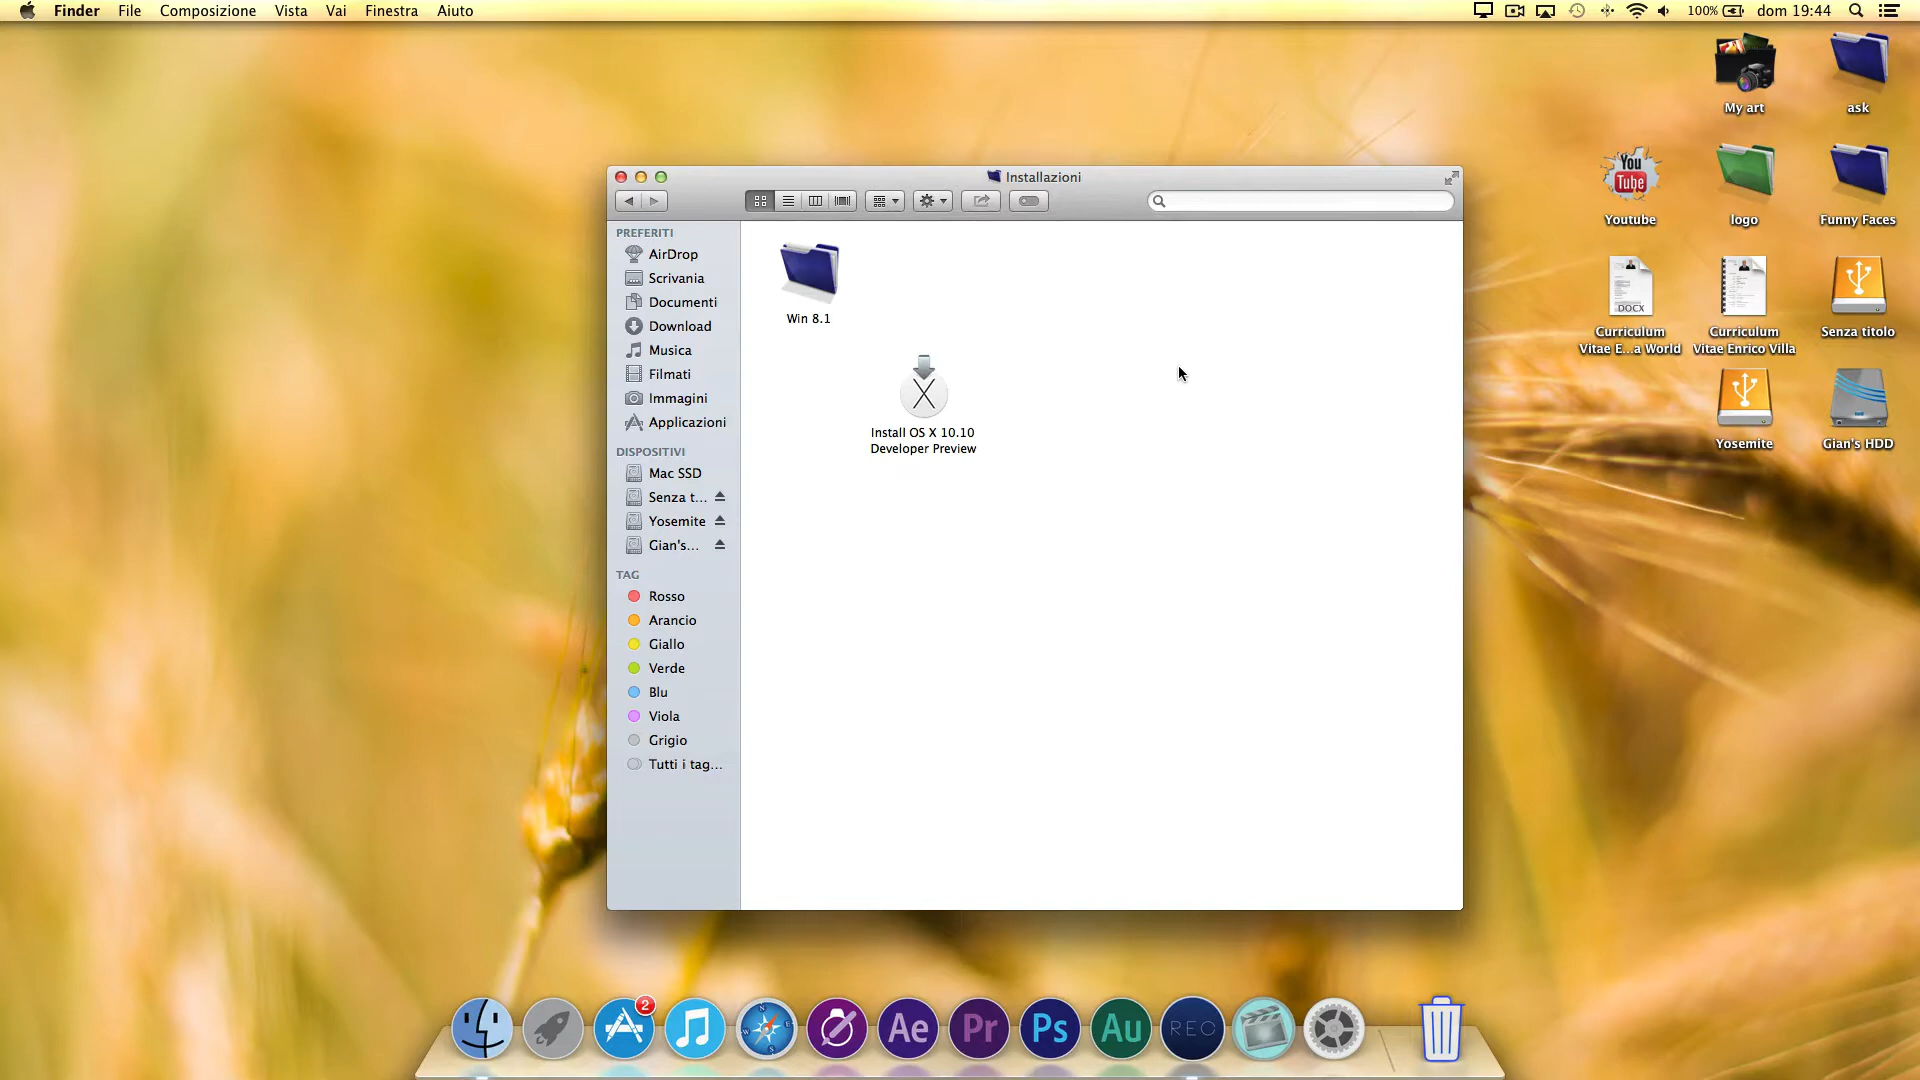 Finder File Composizione Vista Vai Finestra Aiuto
100% dom 19:44
My art
ask
You
Tube
Youtube
logo
Funny Faces
DOCX
Curriculum
Vitae E...a World
Curriculum
Vitae Enrico Villa
Senza titolo
Yosemite
Gian's HDD
Installazioni
PREFERITI
AirDrop
Scrivania
Documenti
Download
Musica
Filmati
Immagini
Applicazioni
DISPOSITIVI
Mac SSD
Senza t...
Yosemite
Gian's...
TAG
Rosso
Arancio
Giallo
Verde
Blu
Viola
Grigio
Tutti i tag...
Win 8.1
X
Install OS X 10.10
Developer Preview
2
N
W E
S
Ae
Pr
Ps
Au
REC